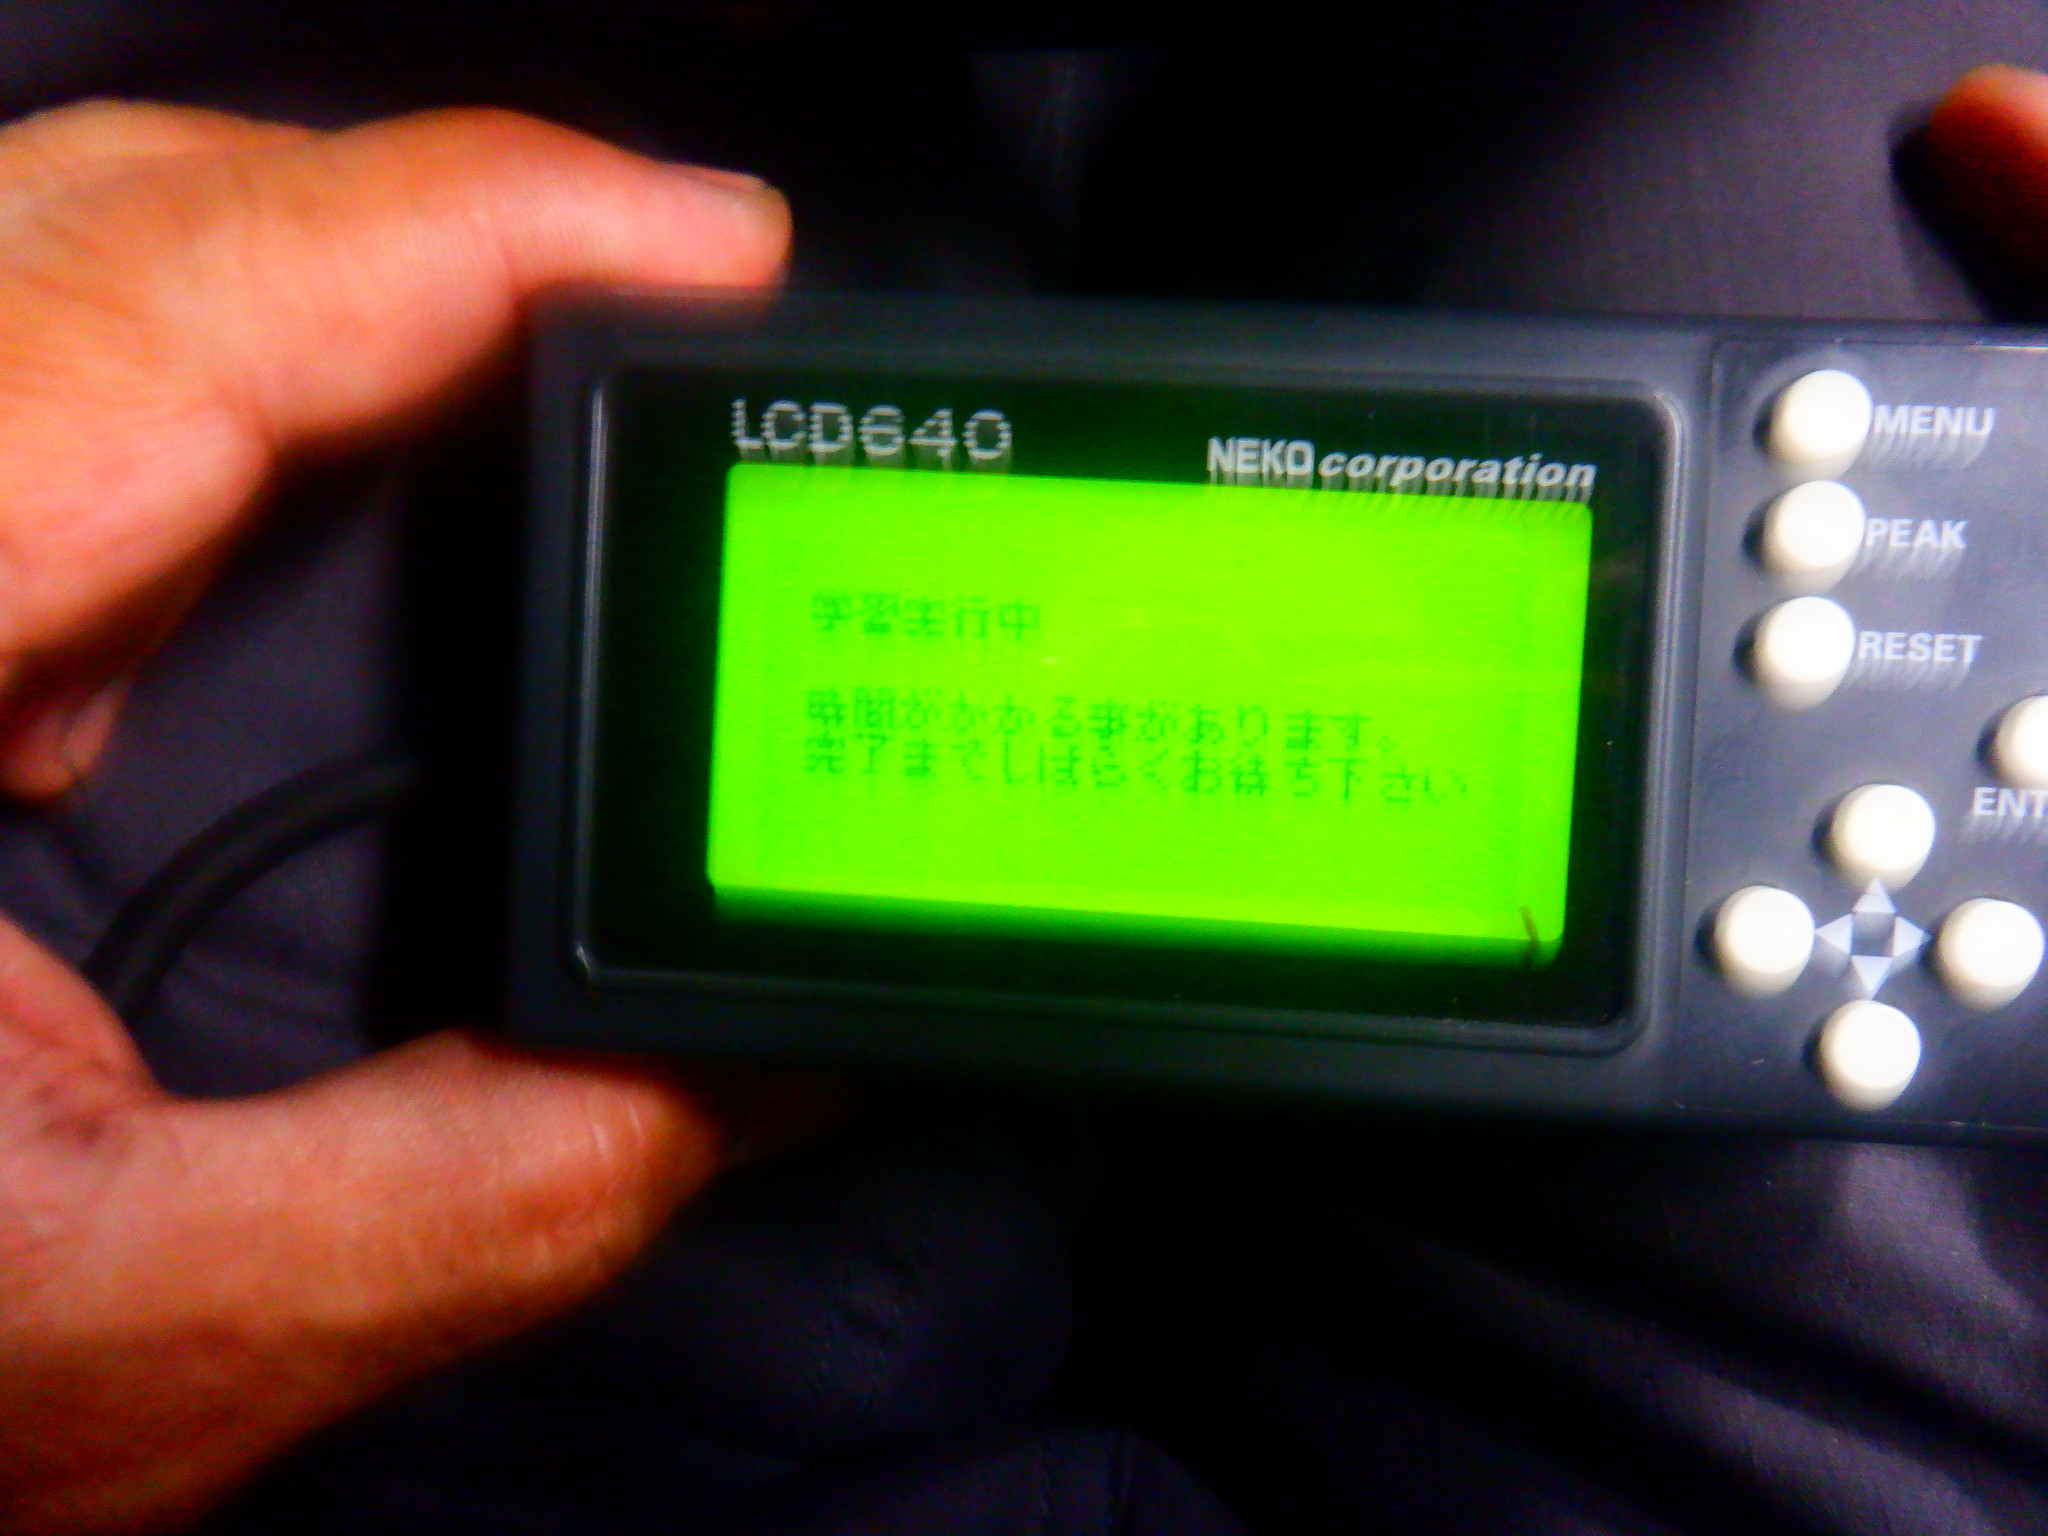 LCD640
NEKO corporation
学習実行中
時間がかかる事があります。
完了までしばらくお待ち下さい
MENU
PEAK
RESET
ENT